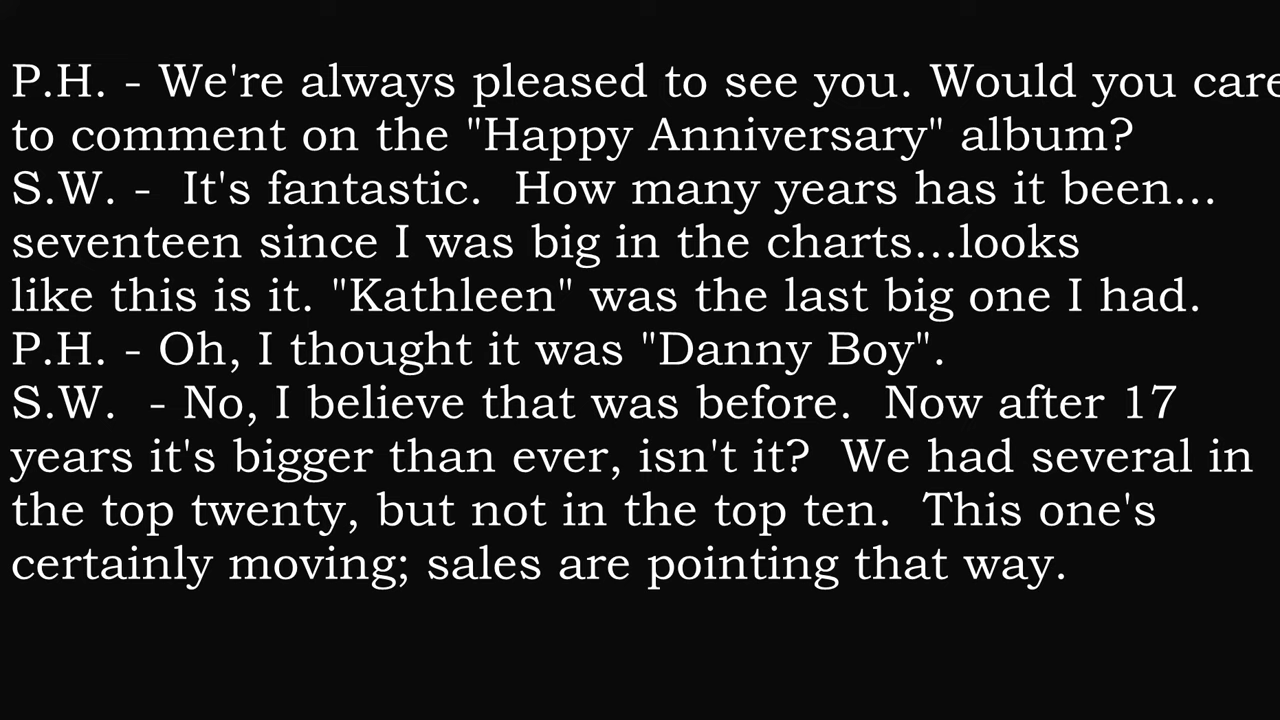 P.H. - We're always pleased to see you. Would you care
to comment on the "Happy Anniversary" album?
S.W. -  It's fantastic.  How many years has it been...
seventeen since I was big in the charts...looks
like this is it. "Kathleen" was the last big one I had.
P.H. - Oh, I thought it was "Danny Boy".
S.W.  - No, I believe that was before.  Now after 17
years it's bigger than ever, isn't it?  We had several in
the top twenty, but not in the top ten.  This one's
certainly moving; sales are pointing that way.